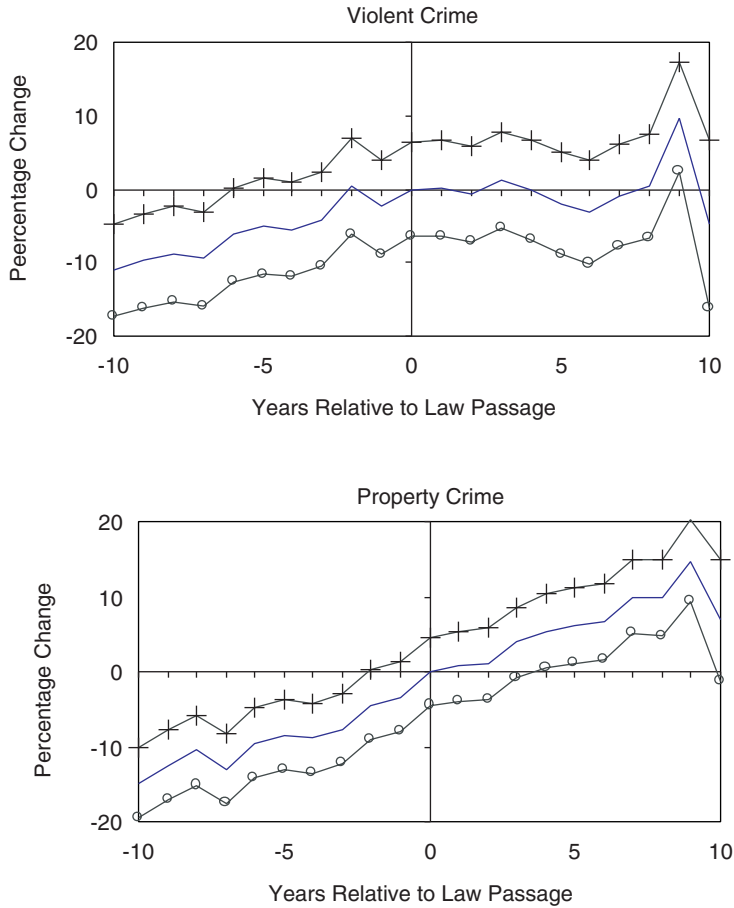 Violent Crime
Peercentage Change
20
10
0
-10
-20
-10 -5 0 5 10
Years Relative to Law Passage
Property Crime
Percentage Change
20
10
0
-10
-20
-10 -5 0 5 10
Years Relative to Law Passage